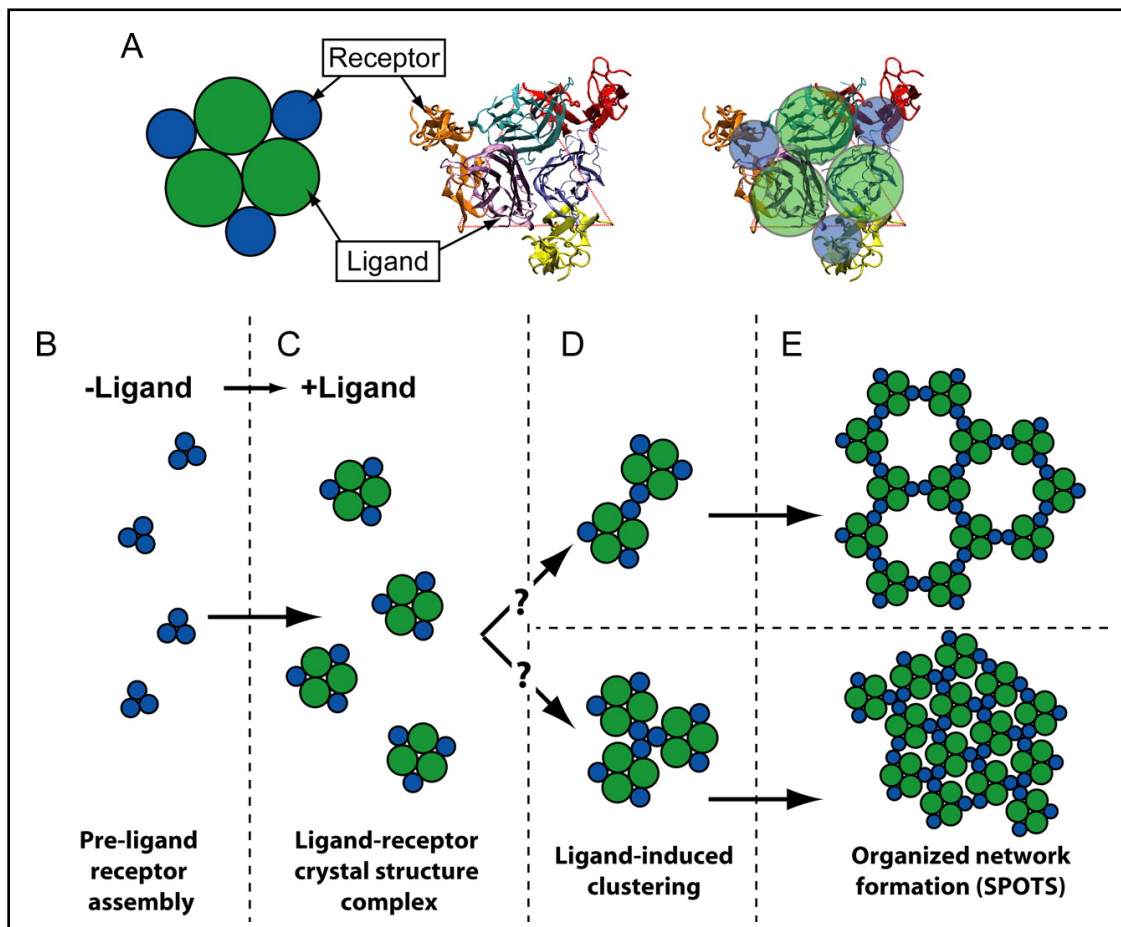 A
Receptor
Ligand
B
C
D
E
-Ligand
+Ligand
?
?
Pre-ligand
receptor
assembly
Ligand-receptor
crystal structure
complex
Ligand-induced
clustering
Organized network
formation (SPOTS)